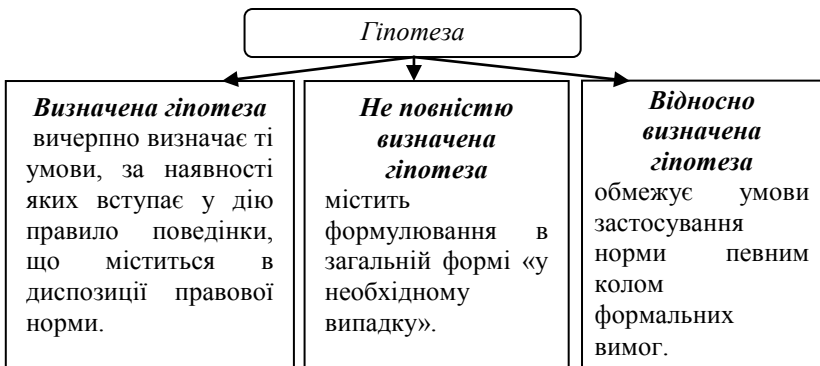 Гіпотеза
Визначена гіпотеза
вичерпно визначає ті
умови, за наявності
яких вступає у дію
правило поведінки,
що міститься в
диспозиції правової
норми.
Не повністю
визначена
гіпотеза
містить
формулювання в
загальній формі «у
необхідному
випадку».
Відносно
визначена
гіпотеза
обмежує умови
застосування
норми певним
колом
формальних
вимог.